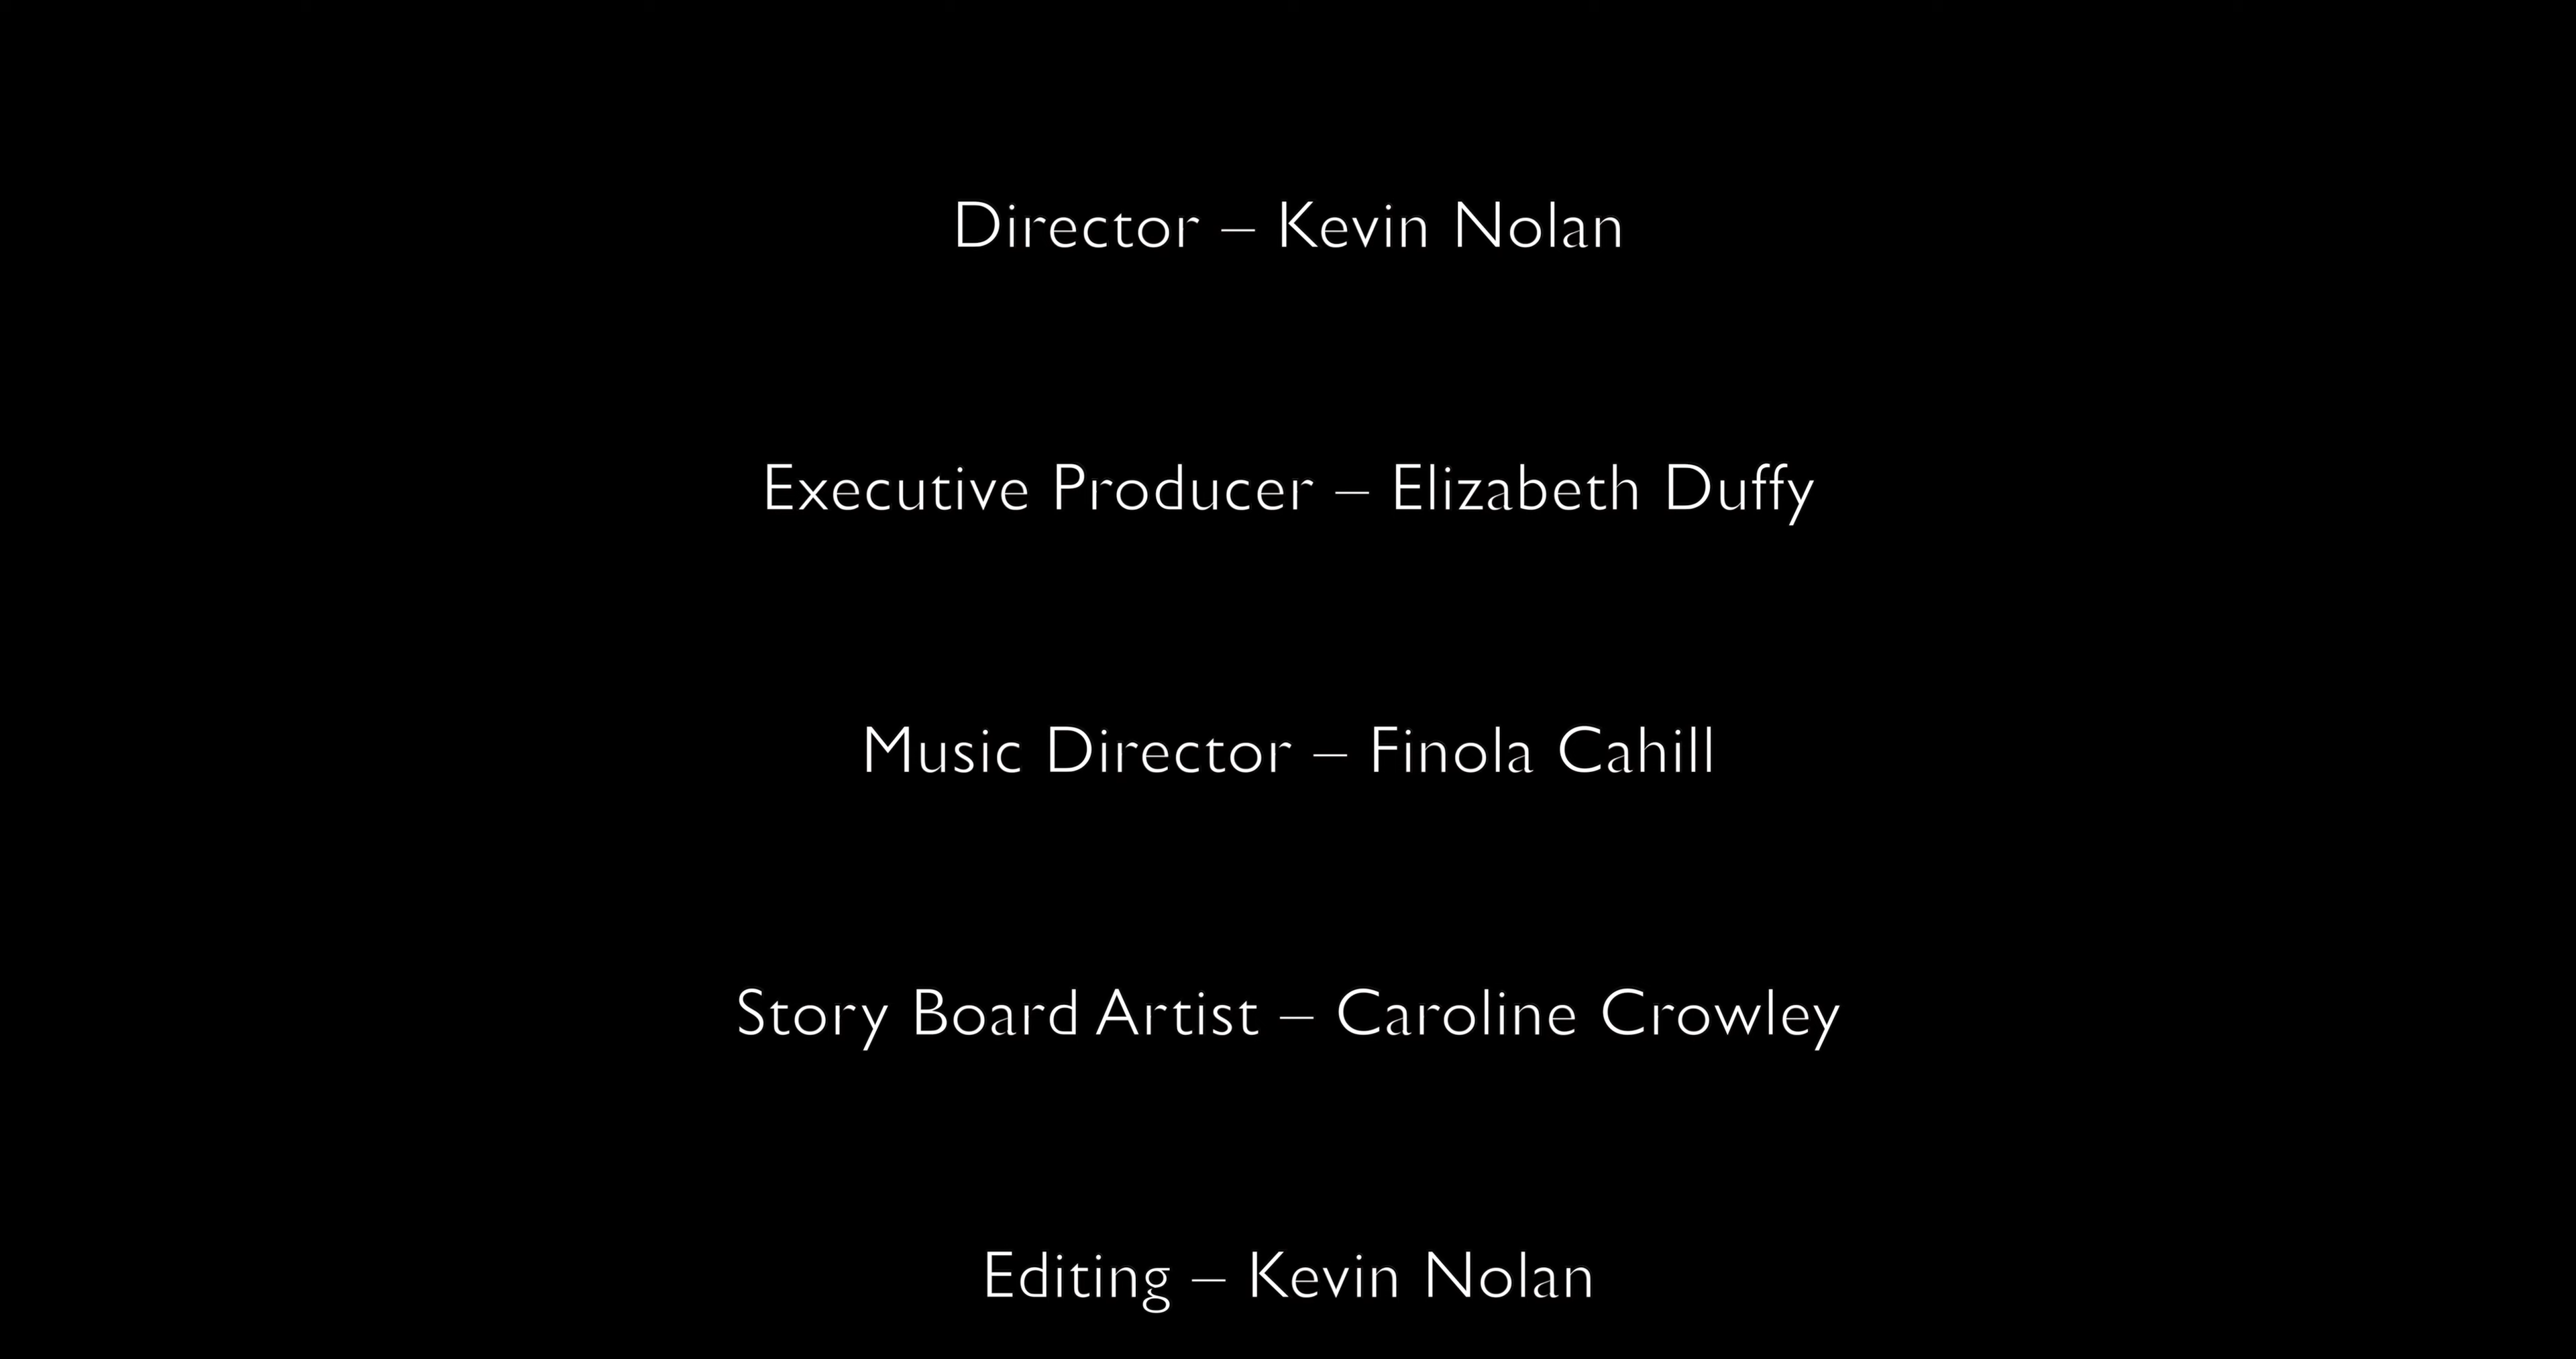 Director – Kevin Nolan
Executive Producer – Elizabeth Duffy
Music Director – Finola Cahill
Story Board Artist – Caroline Crowley
Editing – Kevin Nolan